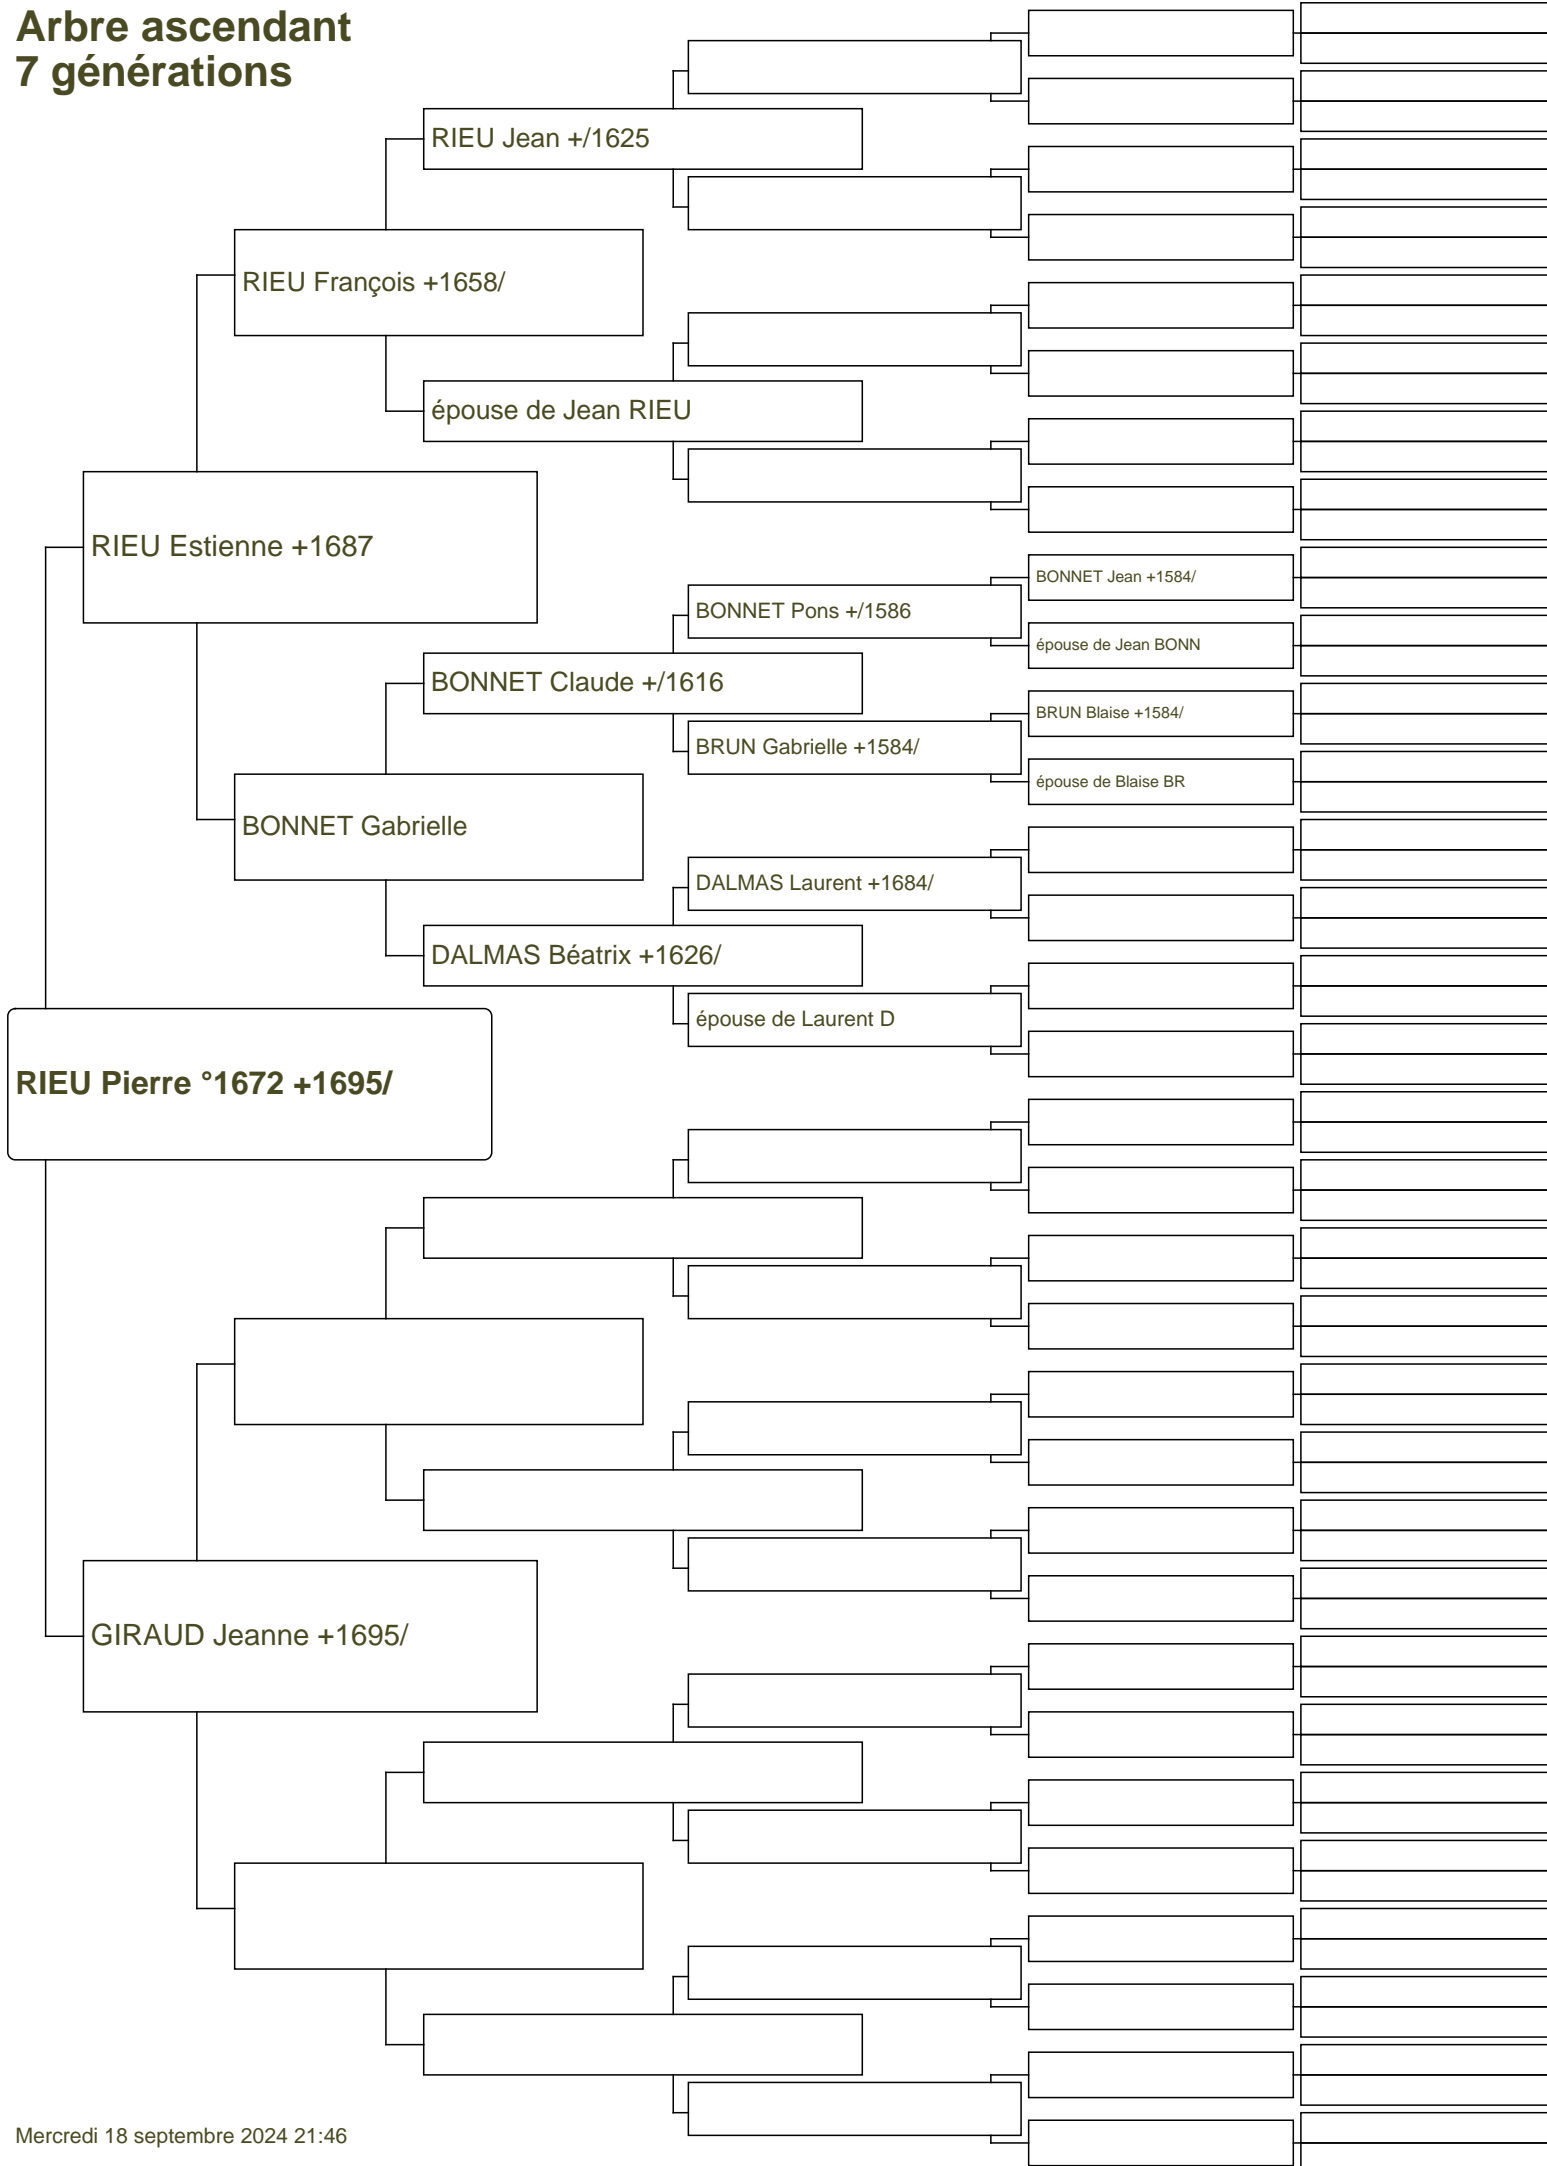 Arbre ascendant
7 générations
RIEU Jean +/1625
RIEU François +1658/
épouse de Jean RIEU
RIEU Estienne +1687
BONNET Jean +1584/
BONNET Pons +/1586
épouse de Jean BONN
BONNET Claude +/1616
BRUN Blaise +1584/
BRUN Gabrielle +1584/
épouse de Blaise BR
BONNET Gabrielle
DALMAS Laurent +1684/
DALMAS Béatrix +1626/
épouse de Laurent D
RIEU Pierre °1672 +1695/
GIRAUD Jeanne +1695/
Mercredi 18 septembre 2024 21:46